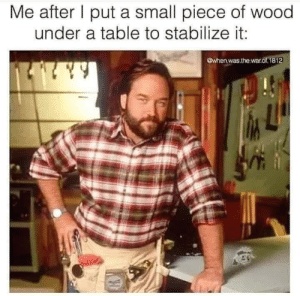 Me after I put a small piece of wood
under a table to stabilize it:
@when.was.the.war.of.1812